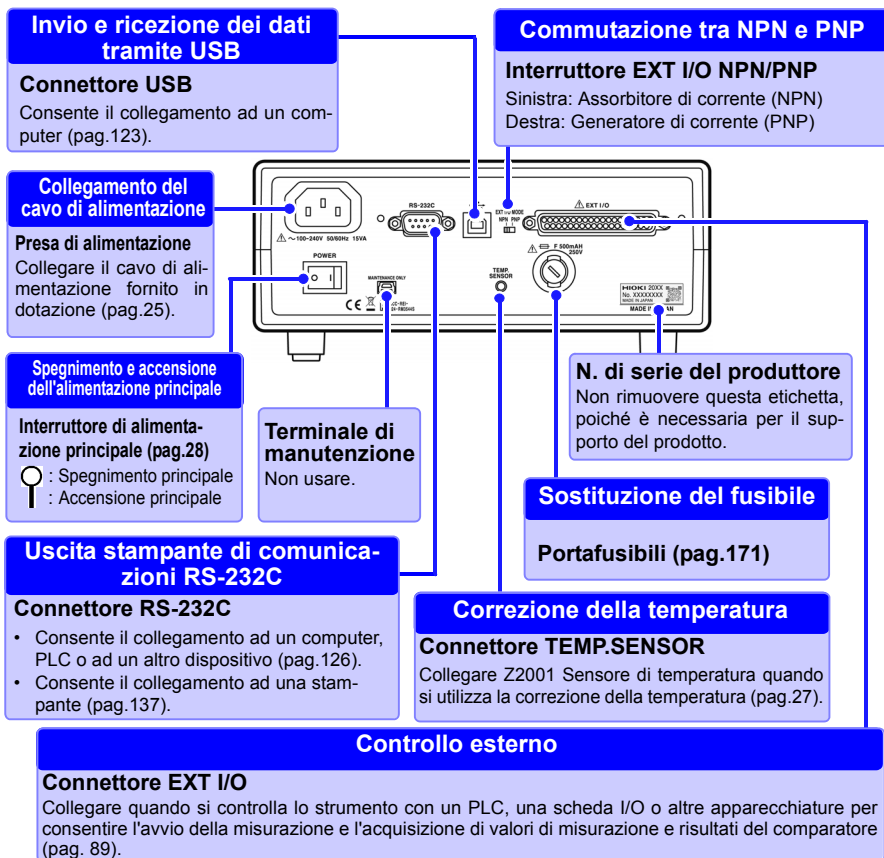 Invio e ricezione dei dati
tramite USB
Connettore USB
Consente il collegamento ad un com-
puter (pag.123).
Commutazione tra NPN e PNP
Interruttore EXT I/O NPN/PNP
Sinistra: Assorbitore di corrente (NPN)
Destra: Generatore di corrente (PNP)
Collegamento del
cavo di alimentazione
Presa di alimentazione
Collegare il cavo di ali-
mentazione fornito in
dotazione (pag.25).
RS-232C
EXT I/O MODE
NPN PNP
EXT I/O
~100-240V 50/60Hz 15VA
POWER
MAINTENANCE ONLY
TEMP.
SENSOR
F 500mAH
250V
CE
HIOKI 20XX
No. XXXXXXXX
MADE IN JAPAN
Spegnimento e accensione
dell'alimentazione principale
Interruttore di alimenta-
zione principale (pag.28)
: Spegnimento principale
: Accensione principale
Terminale di
manutenzione
Non usare.
N. di serie del produttore
Non rimuovere questa etichetta,
poiché è necessaria per il sup-
porto del prodotto.
Sostituzione del fusibile
Portafusibili (pag.171)
Uscita stampante di comunica-
zioni RS-232C
Connettore RS-232C
• Consente il collegamento ad un computer,
PLC o ad un altro dispositivo (pag.126).
• Consente il collegamento ad una stam-
pante (pag.137).
Correzione della temperatura
Connettore TEMP.SENSOR
Collegare Z2001 Sensore di temperatura quando
si utilizza la correzione della temperatura (pag.27).
Controllo esterno
Connettore EXT I/O
Collegare quando si controlla lo strumento con un PLC, una scheda I/O o altre apparecchiature per
consentire l'avvio della misurazione e l'acquisizione di valori di misurazione e risultati del comparatore
(pag. 89).